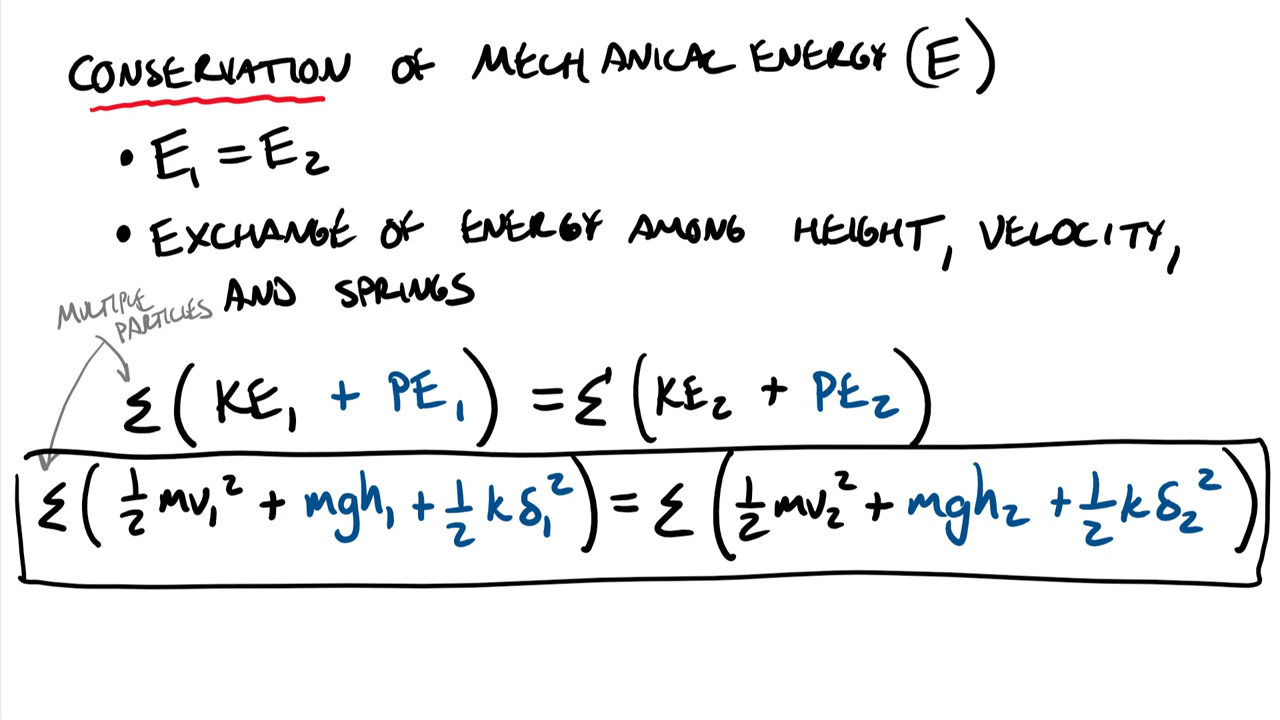 CONSERVATION OF MECHANICAL ENERGY (E)
• E₁ = E₂
• EXCHANGE OF ENERGY AMONG HEIGHT, VELOCITY,
AND SPRINGS
MULTIPLE
PARTICLES
Σ(KE₁ + PE₁) = Σ(KE₂ + PE₂)
Σ(½mv₁² + mgh₁ + ½kδ₁²) = Σ(½mv₂² + mgh₂ + ½kδ₂²)